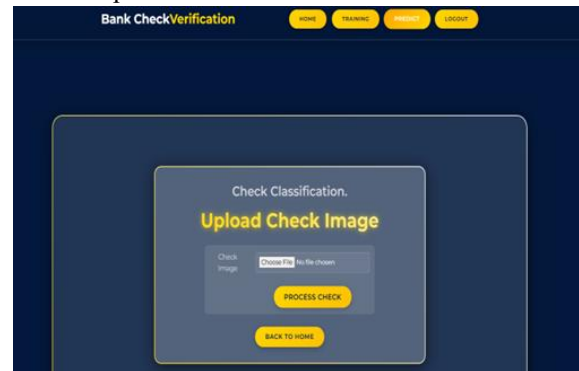 Bank CheckVerification
HOME
TRAINING
PREDICT
LOGOUT
Check Classification.
Upload Check Image
Check
Image
Choose File No file chosen
PROCESS CHECK
BACK TO HOME